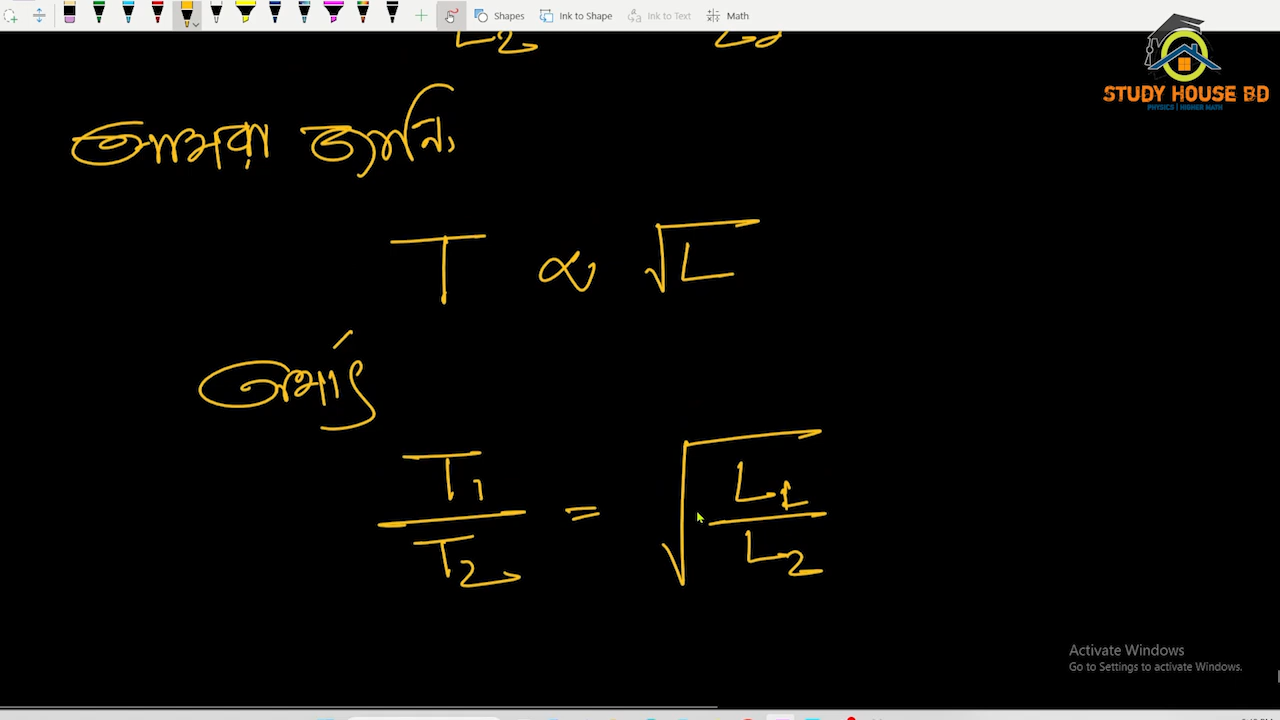 Shapes Ink to Shape Ink to Text Math
STUDY HOUSE BD
PHYSICS | HIGHER MATH
L2
আমরা জানি,
T ∝ √L
অর্থাৎ
T1/T2 = √(L1/L2)
Activate Windows
Go to Settings to activate Windows.